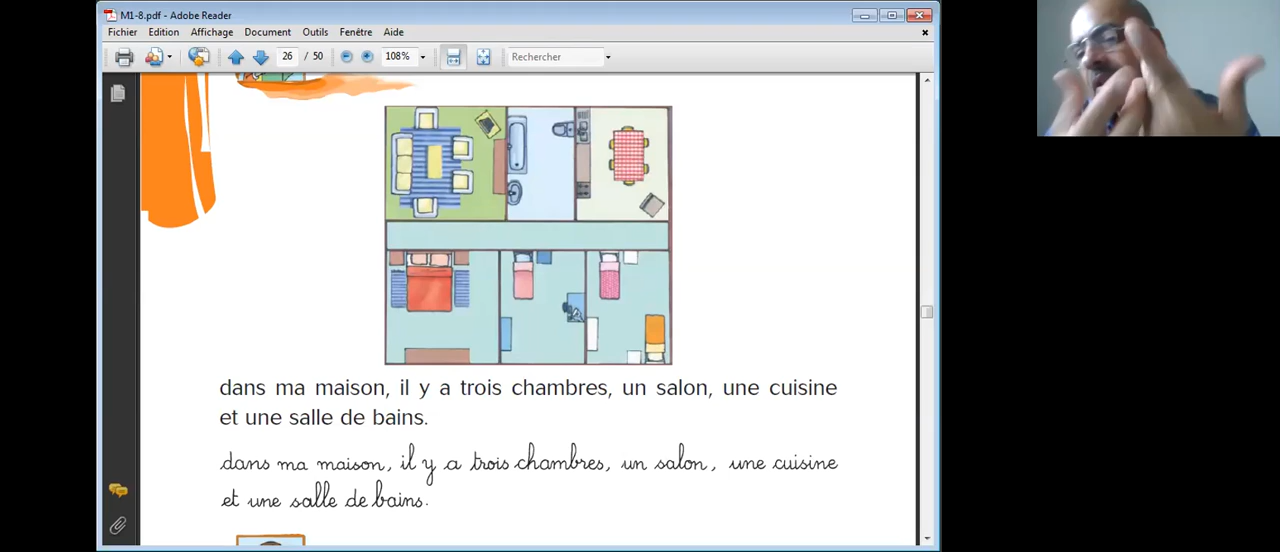 M1-8.pdf - Adobe Reader
Fichier Edition Affichage Document Outils Fenêtre Aide
26 / 50 108% Rechercher
dans ma maison, il y a trois chambres, un salon, une cuisine
et une salle de bains.
dans ma maison, il y a trois chambres, un salon, une cuisine
et une salle de bains.